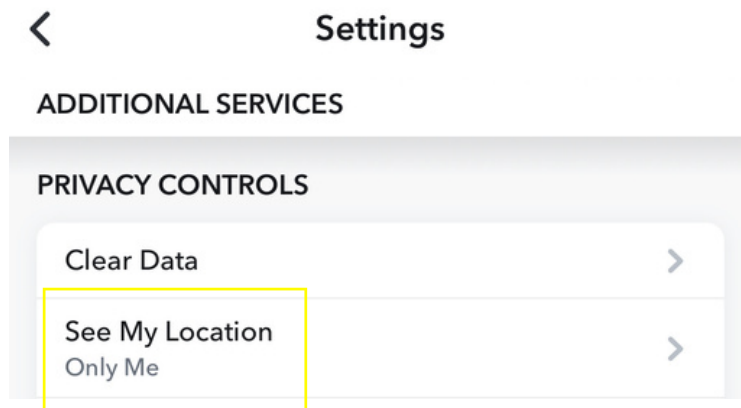 Settings
ADDITIONAL SERVICES
PRIVACY CONTROLS
Clear Data
See My Location
Only Me